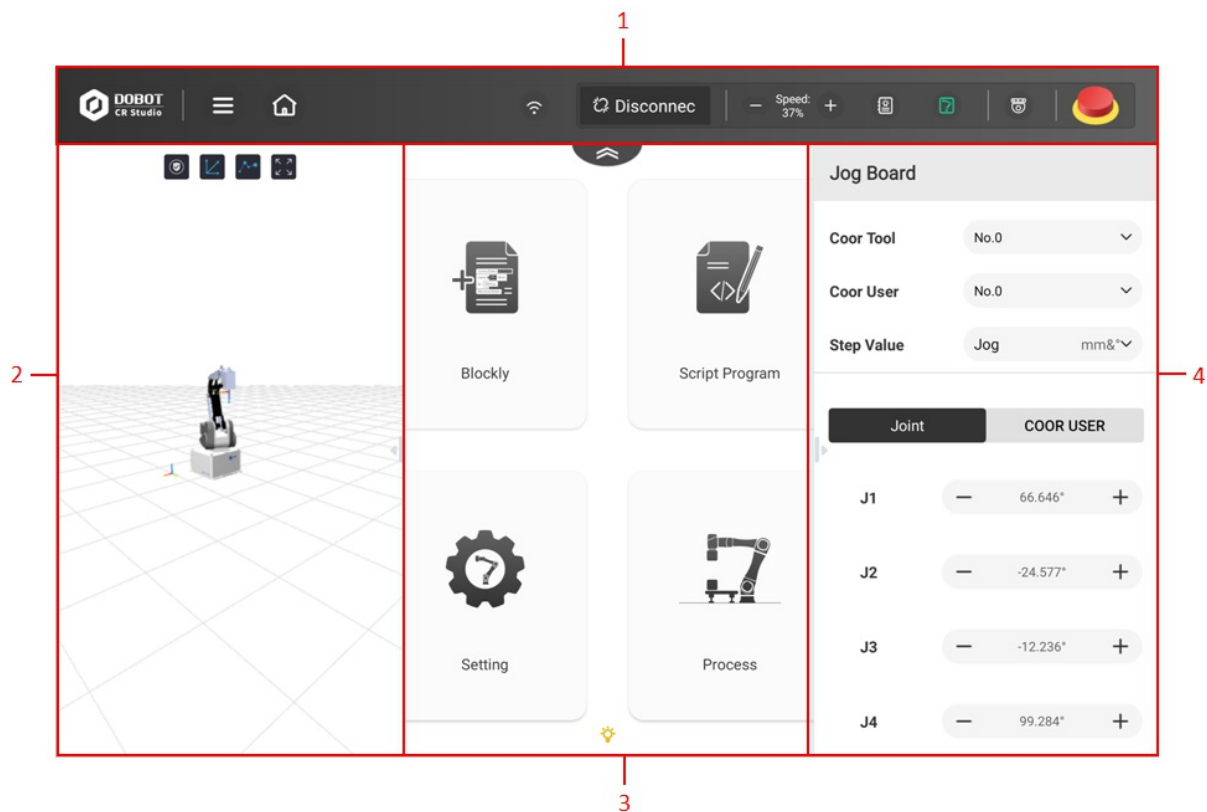 1
DOBOT
CR Studio
Disconnec
Speed:
37%
Jog Board
Coor Tool No.0
Coor User No.0
Step Value Jog mm&°
2
4
Blockly
Script Program
Joint COOR USER
J1 66.646°
J2 -24.577°
J3 -12.236°
Setting
Process
J4 99.284°
3